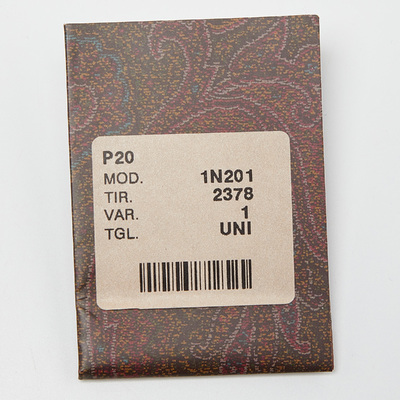 P20
MOD. 1N201
TIR. 2378
VAR. 1
TGL. UNI